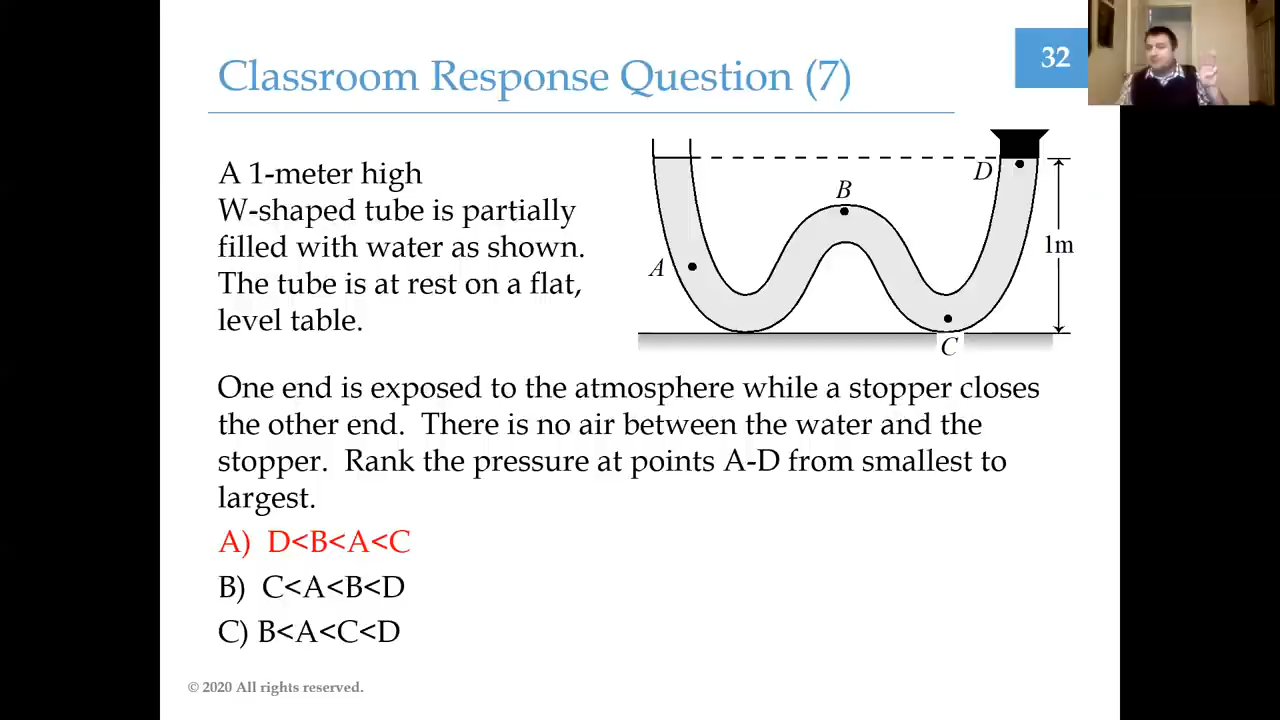 Classroom Response Question (7)
32
A 1-meter high
W-shaped tube is partially
filled with water as shown.
The tube is at rest on a flat,
level table.
A
B
C
D
1m
One end is exposed to the atmosphere while a stopper closes
the other end.  There is no air between the water and the
stopper.  Rank the pressure at points A-D from smallest to
largest.
A)  D<B<A<C
B)  C<A<B<D
C) B<A<C<D
© 2020 All rights reserved.